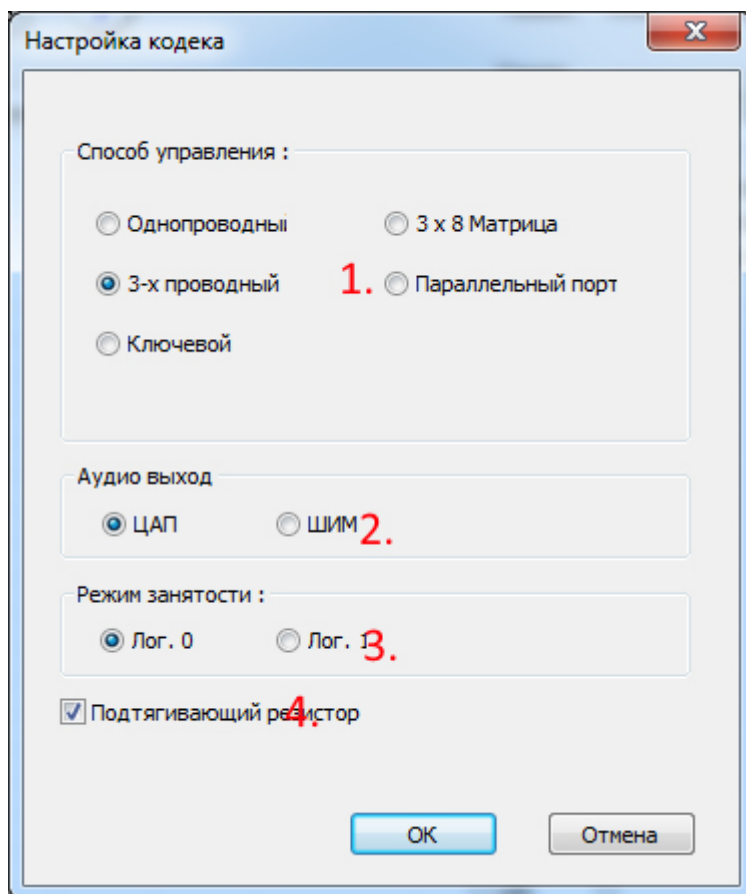 Настройка кодека
Способ управления :
Однопроводны
3 x 8 Матрица
3-х проводный
1.
Параллельный порт
Ключевой
Аудио выход
ЦАП
ШИМ
2.
Режим занятости :
Лог. 0
Лог. 1
3.
Подтягивающий резистор
4.
OK
Отмена